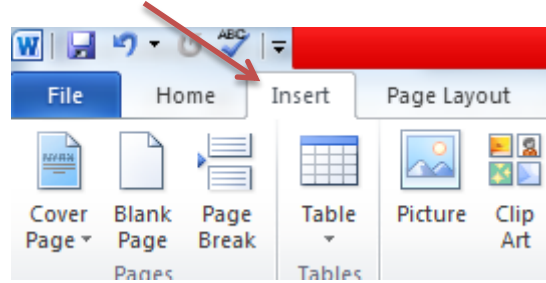 W ABC
File Home Insert Page Layout
Cover Blank Page Table Picture Clip
Page Page Break Art
Pages Tables